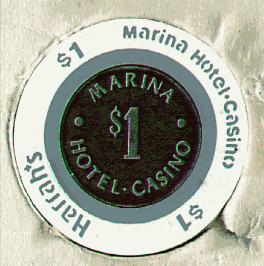 $1
Marina Hotel·Casino
$1
Harrah's
MARINA
$1
HOTEL·CASINO